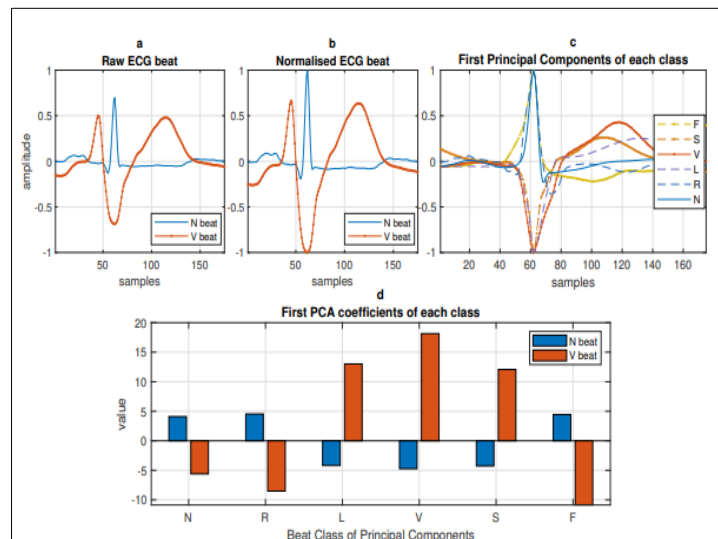 a
Raw ECG beat
1
0.5
0
-0.5
-1
amplitude
50
100
150
samples
N beat
V beat
b
Normalised ECG beat
1
0.5
0
-0.5
-1
50
100
150
samples
N beat
V beat
c
First Principal Components of each class
1
0.5
0
-0.5
-1
20 40 60 80 100 120 140 160
samples
F
S
V
L
R
N
d
First PCA coefficients of each class
20
15
10
5
0
-5
-10
value
N beat
V beat
N R L V S F
Beat Class of Principal Components